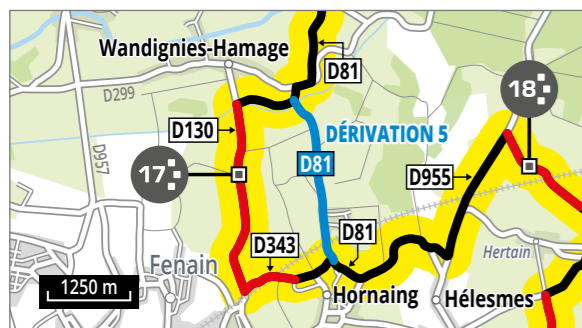 Wandignies-Hamage
D81
18
D299
D130
DÉRIVATION 5
D957
17
D81
D955
D343
D81
Hertain
Fenain
1250 m
Hornaing
Hélesmes